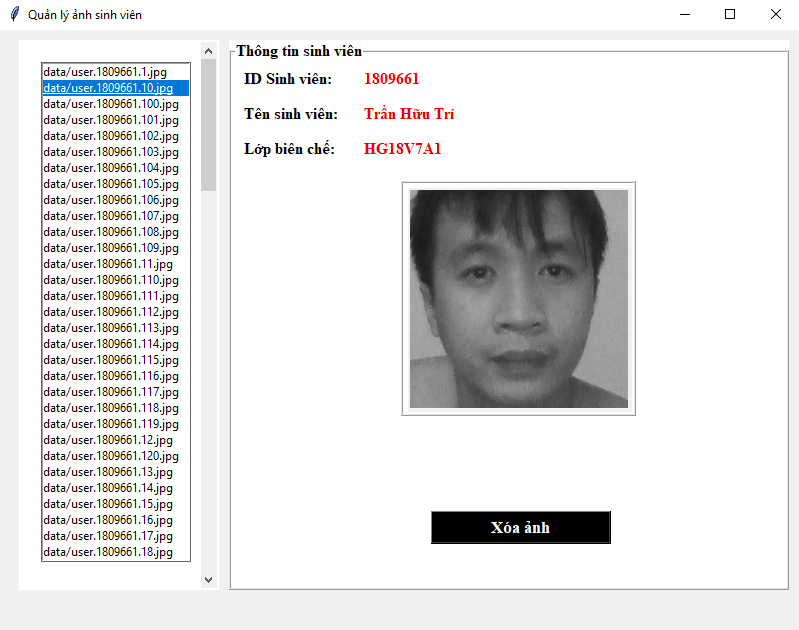 Quản lý ảnh sinh viên
data/user.1809661.1.jpg
data/user.1809661.10.jpg
data/user.1809661.100.jpg
data/user.1809661.101.jpg
data/user.1809661.102.jpg
data/user.1809661.103.jpg
data/user.1809661.104.jpg
data/user.1809661.105.jpg
data/user.1809661.106.jpg
data/user.1809661.107.jpg
data/user.1809661.108.jpg
data/user.1809661.109.jpg
data/user.1809661.11.jpg
data/user.1809661.110.jpg
data/user.1809661.111.jpg
data/user.1809661.112.jpg
data/user.1809661.113.jpg
data/user.1809661.114.jpg
data/user.1809661.115.jpg
data/user.1809661.116.jpg
data/user.1809661.117.jpg
data/user.1809661.118.jpg
data/user.1809661.119.jpg
data/user.1809661.12.jpg
data/user.1809661.120.jpg
data/user.1809661.13.jpg
data/user.1809661.14.jpg
data/user.1809661.15.jpg
data/user.1809661.16.jpg
data/user.1809661.17.jpg
data/user.1809661.18.jpg
Thông tin sinh viên
ID Sinh viên: 1809661
Tên sinh viên: Trần Hữu Trí
Lớp biên chế: HG18V7A1
Xóa ảnh